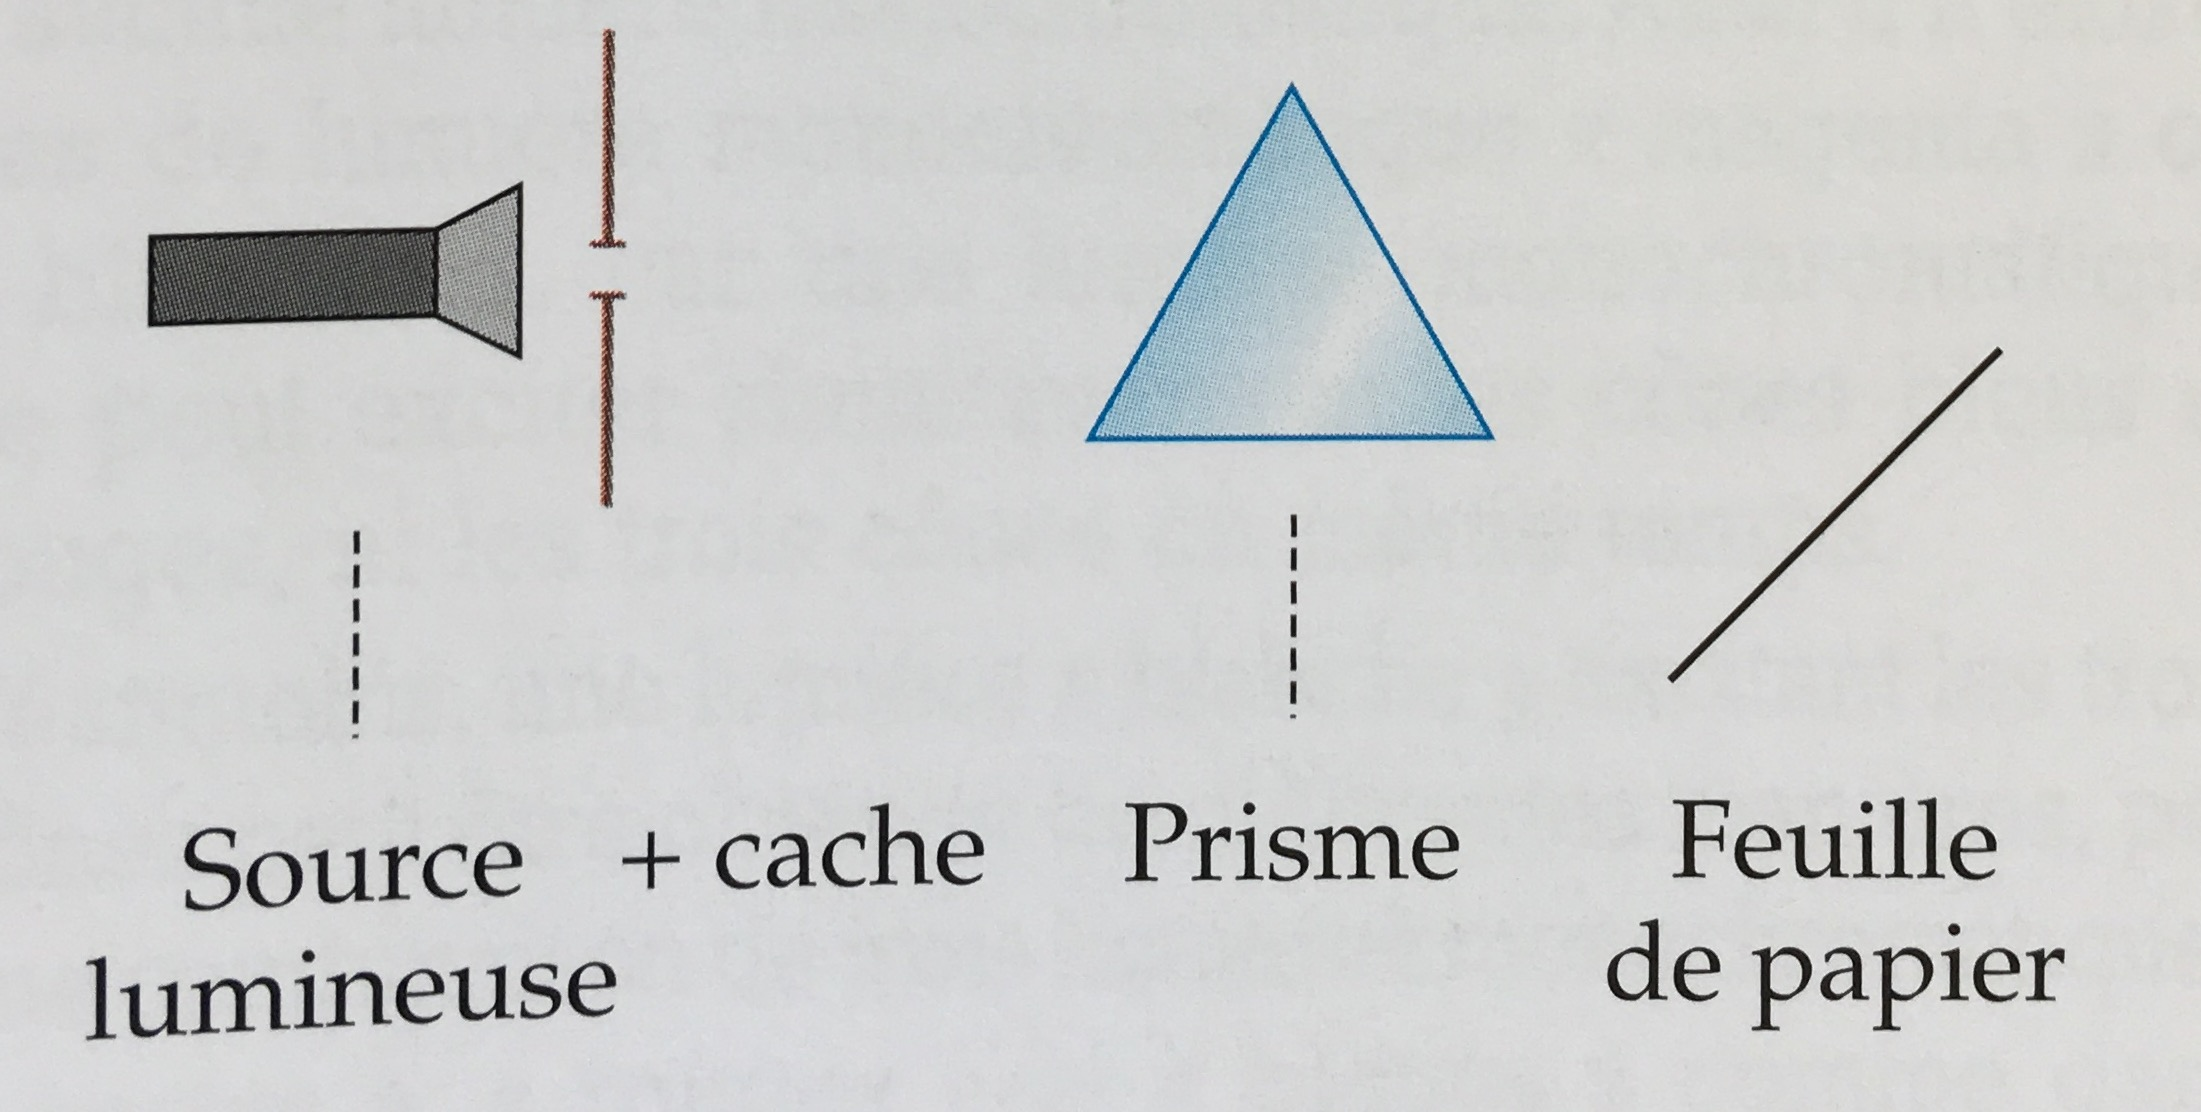 Source + cache Prisme Feuille
lumineuse de papier